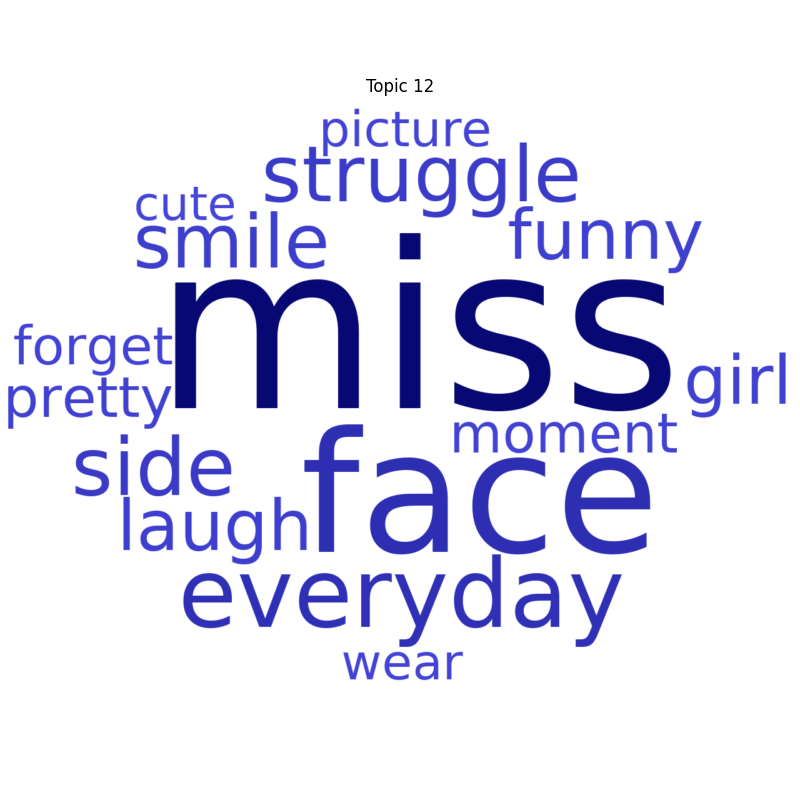 Topic 12
picture
struggle
cute
smile
funny
miss
forget
pretty
girl
moment
side
face
laugh
everyday
wear